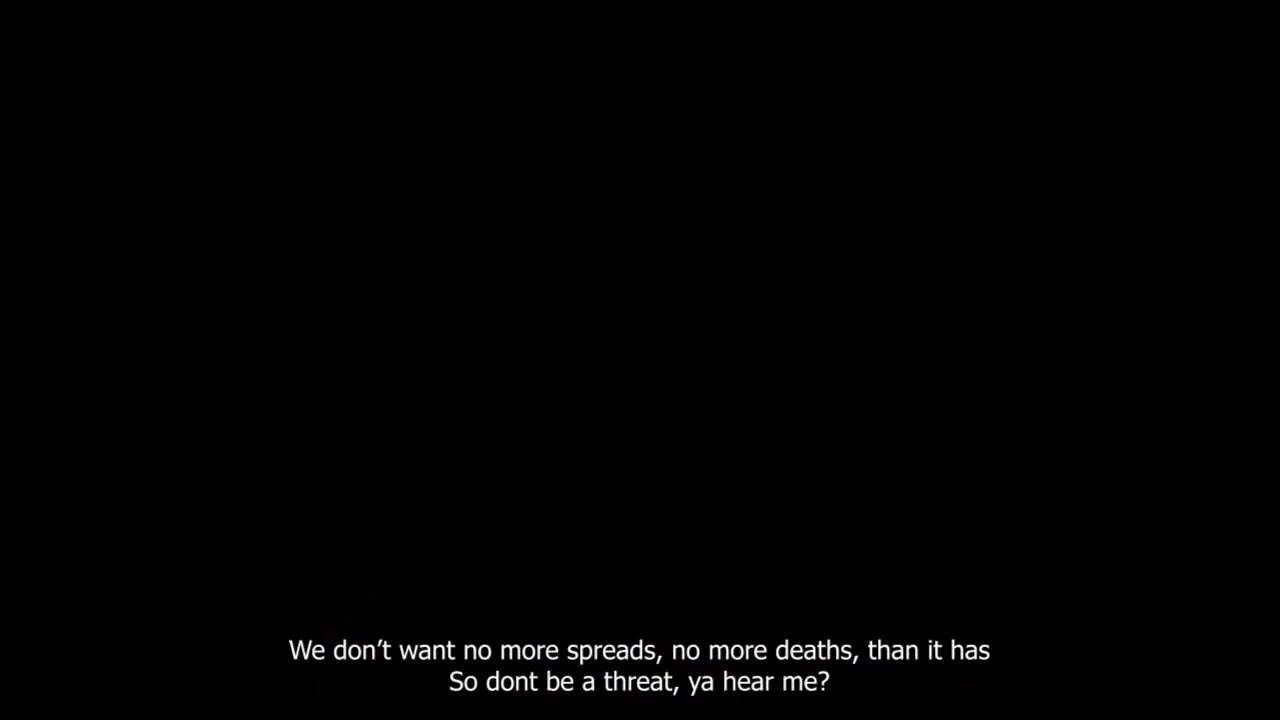 We don’t want no more spreads, no more deaths, than it has
So dont be a threat, ya hear me?